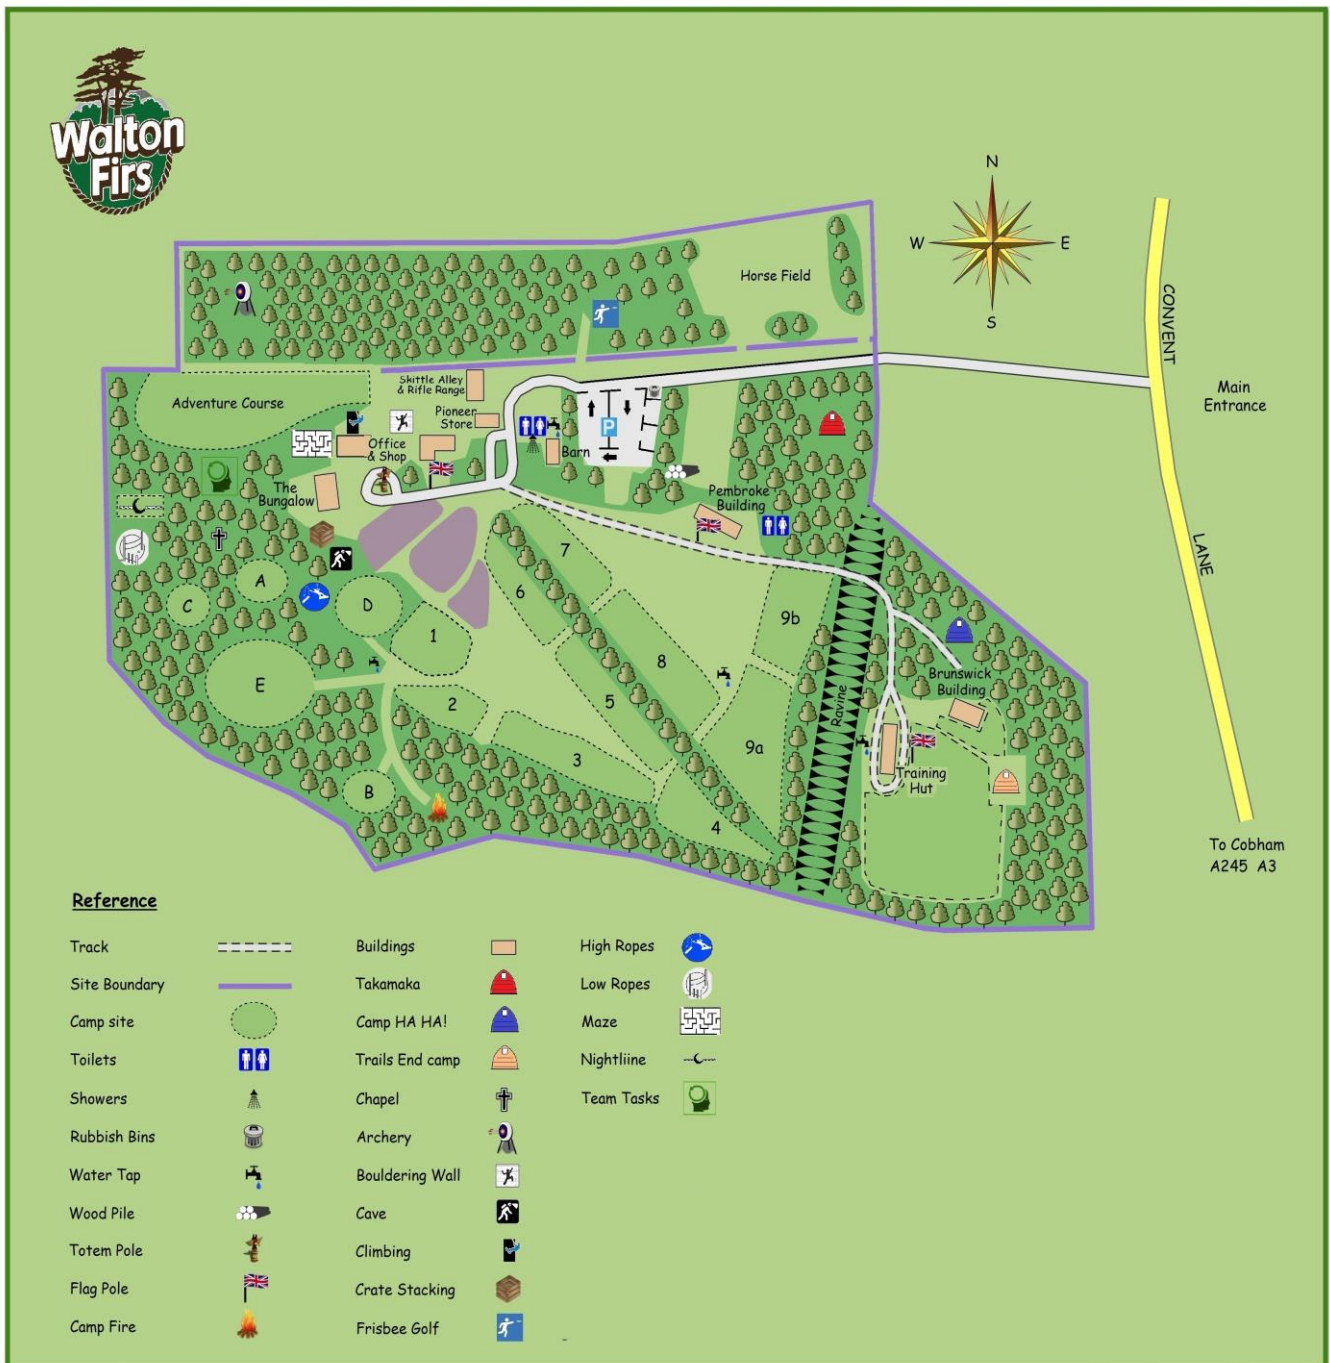 Walton
Firs
N
W
E
S
Horse Field
CONVENT
LANE
Main
Entrance
Adventure Course
Skittle Alley
& Rifle Range
Pioneer
Store
Office
& Shop
P
Barn
The
Bungalow
Pembroke
Building
7
A
C
D
6
1
9b
8
E
2
5
9a
3
B
4
Ravine
Brunswick
Building
Training
Hut
To Cobham
A245 A3
Reference
Track
Site Boundary
Camp site
Toilets
Showers
Rubbish Bins
Water Tap
Wood Pile
Totem Pole
Flag Pole
Camp Fire
Buildings
Takamaka
Camp HA HA!
Trails End camp
Chapel
Archery
Bouldering Wall
Cave
Climbing
Crate Stacking
Frisbee Golf
High Ropes
Low Ropes
Maze
Nightliine
Team Tasks